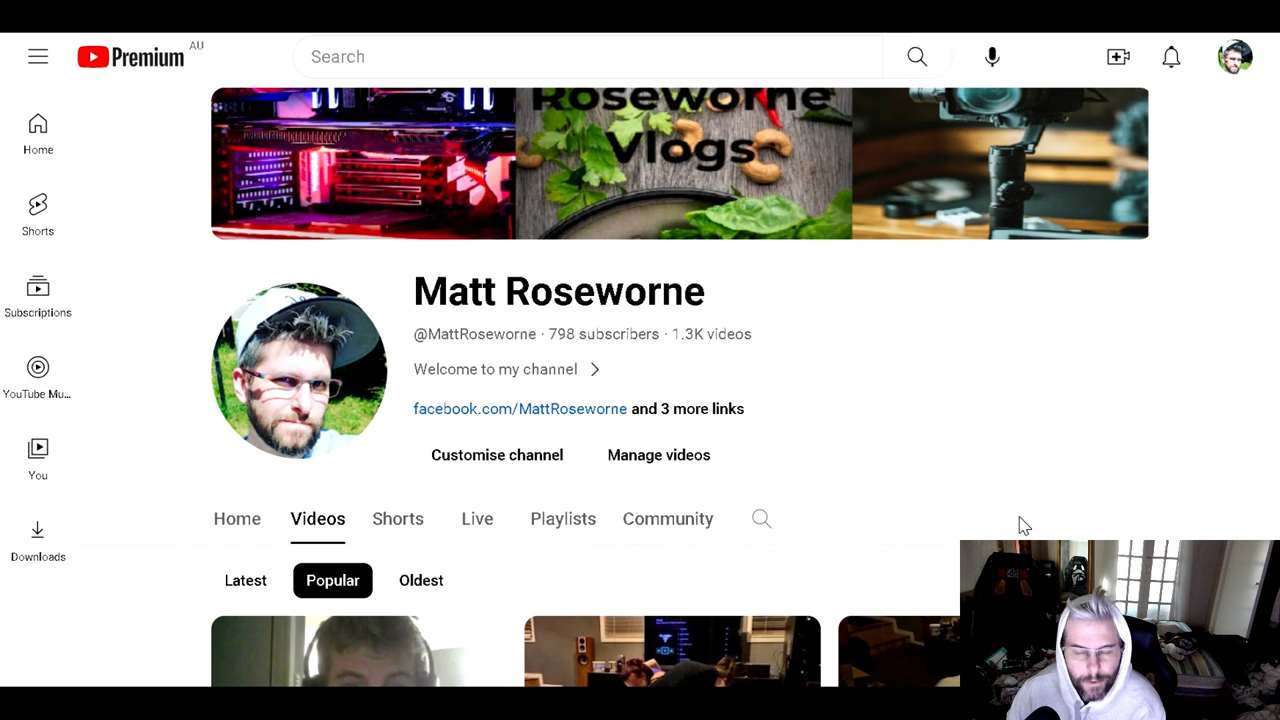 Premium AU
Search
Roseworne
Vlogs
Home
Shorts
Subscriptions
YouTube Mu...
You
Downloads
Matt Roseworne
@MattRoseworne · 798 subscribers · 1.3K videos
Welcome to my channel
facebook.com/MattRoseworne and 3 more links
Customise channel Manage videos
Home Videos Shorts Live Playlists Community
Latest Popular Oldest